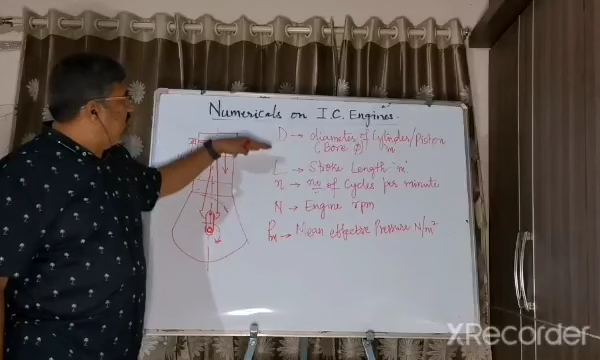 Numericals on I.C. Engines.
D → diameter of Cylinder/Piston
(Bore ϕ) m
L → Stroke Length 'm'
n → no of Cycles per minute
N → Engine rpm
Pm → Mean effective Pressure N/m²
XRecorder